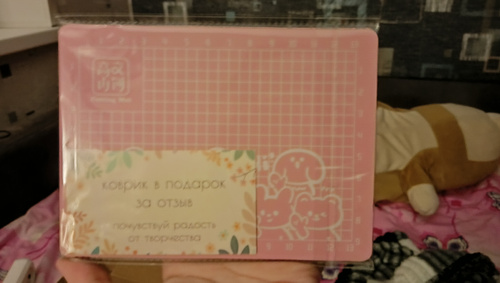 коврик в подарок
за отзыв
почувствуй радость
от творчества